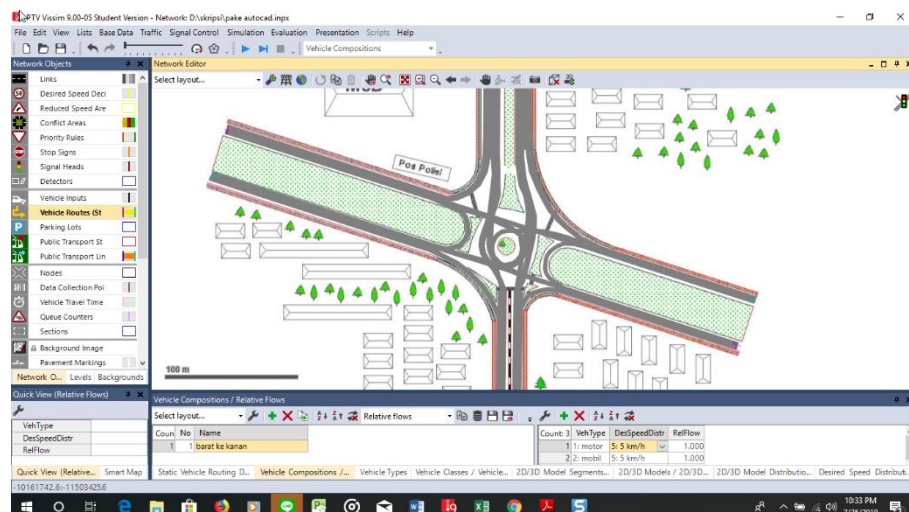 PTV Vissim 9.00-05 Student Version - Network: D:\skripsi\pake autocad.inpx
File Edit View Lists Base Data Traffic Signal Control Simulation Evaluation Presentation Scripts Help
Vehicle Compositions
Network Objects
Network Editor
Select layout...
Links
Desired Speed Deci
Reduced Speed Are
Conflict Areas
Priority Rules
Stop Signs
Signal Heads
Detectors
Vehicle Inputs
Vehicle Routes (St
Parking Lots
Public Transport St
Public Transport Lin
Nodes
Data Collection Poi
Vehicle Travel Time
Queue Counters
Sections
Background Image
Pavement Markings
Network O... Levels Backgrounds
Pos Polisi
100 m
Quick View (Relative Flows)
VehType
DesSpeedDistr
RelFlow
Quick View (Relative... Smart Map
Vehicle Compositions / Relative Flows
Select layout... Relative flows
Coun No Name
1 1 barat ke kanan
Count: 3 VehType DesSpeedDistr RelFlow
1 1: motor 5: 5 km/h 1.000
2 2: mobil 5: 5 km/h 1.000
Static Vehicle Routing D... Vehicle Compositions /... Vehicle Types Vehicle Classes / Vehicle... 2D/3D Model Segments... 2D/3D Models / 2D/3D... 2D/3D Model Distributio... Desired Speed Distributi...
-10161742.6:-11503425.6
10:33 PM